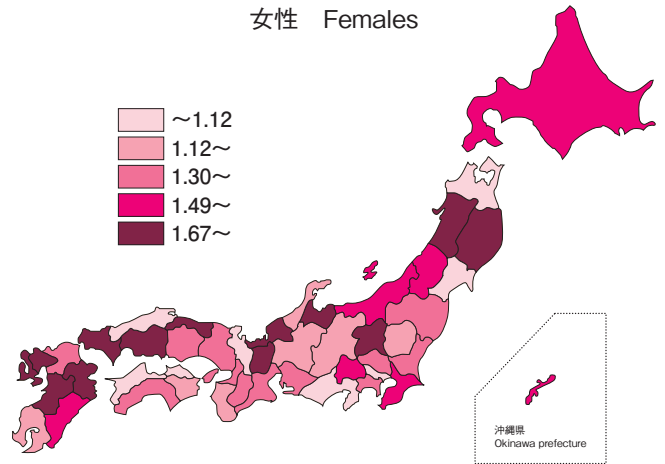 女性 Females
～1.12
1.12～
1.30～
1.49～
1.67～
沖縄県
Okinawa prefecture